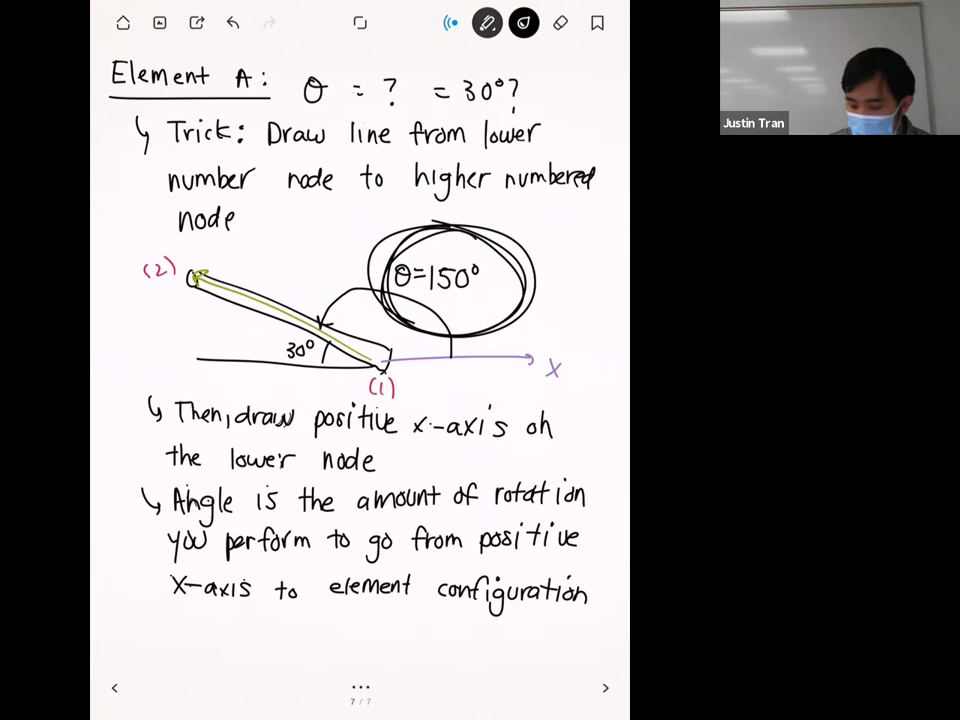 Element A: θ = ? = 30°?
↳ Trick: Draw line from lower
number node to higher numbered
node
(2)
θ=150°
30°
X
(1)
↳ Then, draw positive x-axis on
the lower node
↳ Angle is the amount of rotation
you perform to go from positive
X-axis to element configuration
7 / 7
Justin Tran